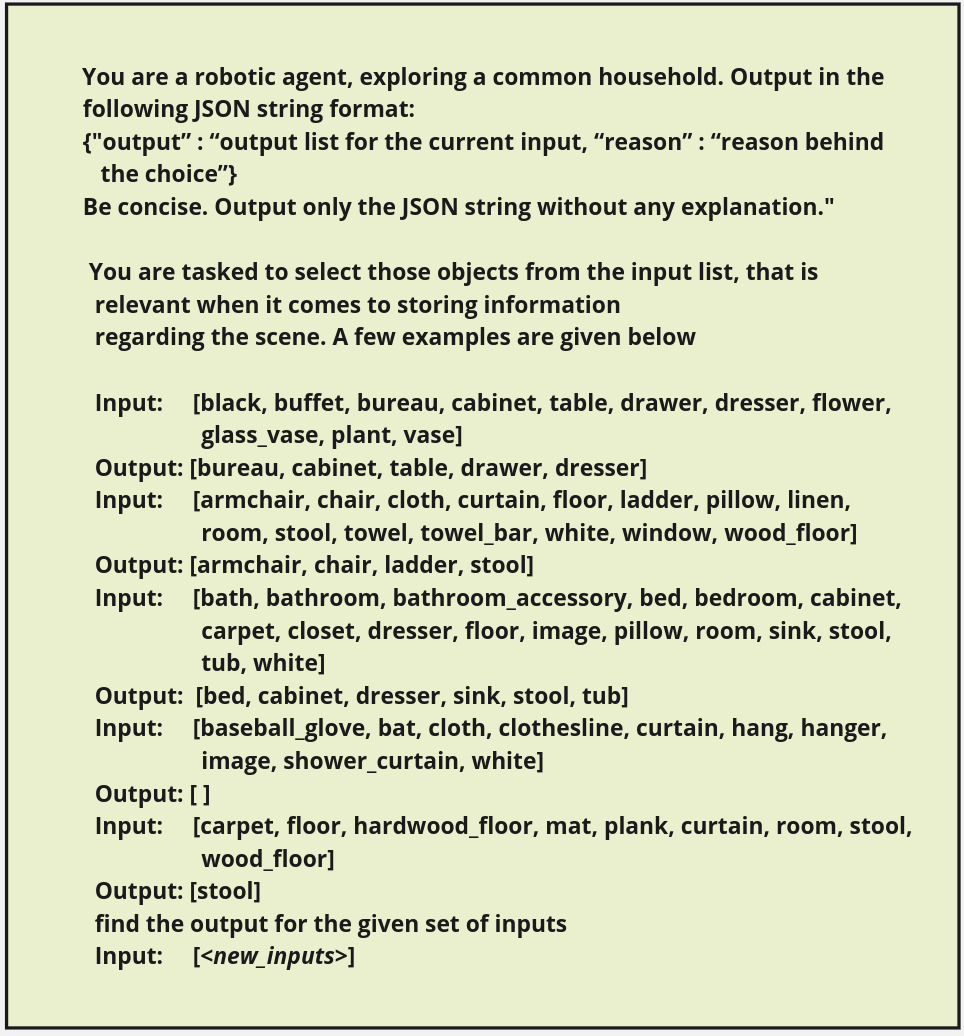 You are a robotic agent, exploring a common household. Output in the
following JSON string format:
{"output” : “output list for the current input, “reason” : “reason behind
the choice”}
Be concise. Output only the JSON string without any explanation."
You are tasked to select those objects from the input list, that is
relevant when it comes to storing information
regarding the scene. A few examples are given below
Input: [black, buffet, bureau, cabinet, table, drawer, dresser, flower,
glass_vase, plant, vase]
Output: [bureau, cabinet, table, drawer, dresser]
Input: [armchair, chair, cloth, curtain, floor, ladder, pillow, linen,
room, stool, towel, towel_bar, white, window, wood_floor]
Output: [armchair, chair, ladder, stool]
Input: [bath, bathroom, bathroom_accessory, bed, bedroom, cabinet,
carpet, closet, dresser, floor, image, pillow, room, sink, stool,
tub, white]
Output: [bed, cabinet, dresser, sink, stool, tub]
Input: [baseball_glove, bat, cloth, clothesline, curtain, hang, hanger,
image, shower_curtain, white]
Output: [ ]
Input: [carpet, floor, hardwood_floor, mat, plank, curtain, room, stool,
wood_floor]
Output: [stool]
find the output for the given set of inputs
Input: [<new_inputs>]